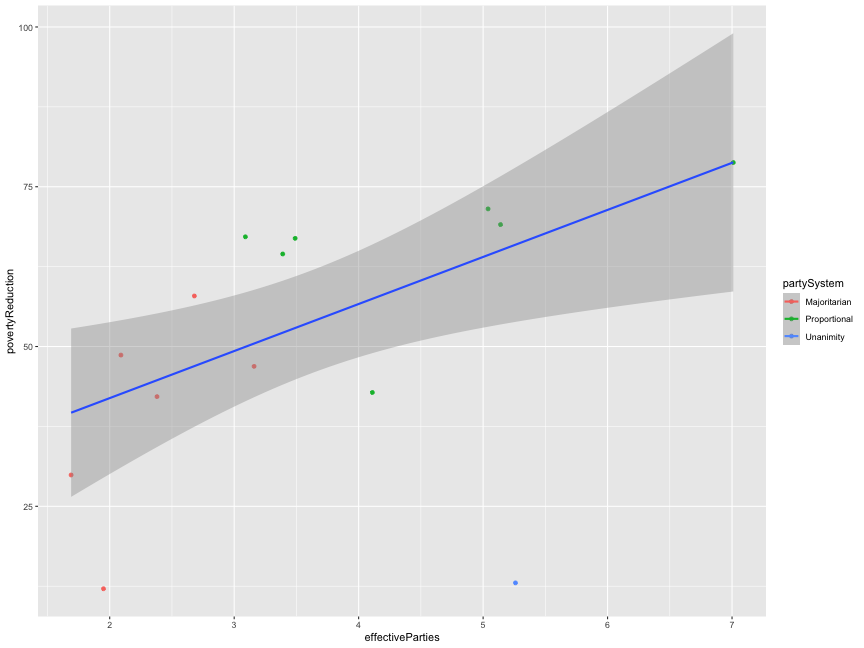 100
75
50
25
povertyReduction
2 3 4 5 6 7
effectiveParties
partySystem
Majoritarian
Proportional
Unanimity